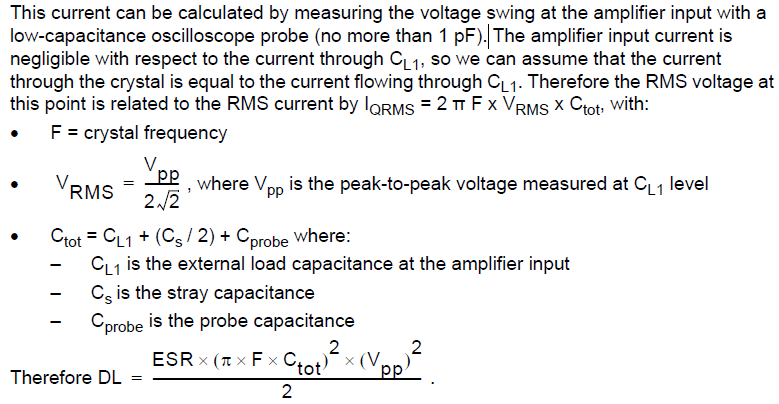 This current can be calculated by measuring the voltage swing at the amplifier input with a
low-capacitance oscilloscope probe (no more than 1 pF). The amplifier input current is
negligible with respect to the current through CL1, so we can assume that the current
through the crystal is equal to the current flowing through CL1. Therefore the RMS voltage at
this point is related to the RMS current by IQRMS = 2 π F x VRMS x Ctot, with:
• F = crystal frequency
• VRMS = Vpp / 2√2 , where Vpp is the peak-to-peak voltage measured at CL1 level
• Ctot = CL1 + (Cs / 2) + Cprobe where:
– CL1 is the external load capacitance at the amplifier input
– Cs is the stray capacitance
– Cprobe is the probe capacitance
Therefore DL = ESR × (π × F × Ctot)² × (Vpp)² / 2 .